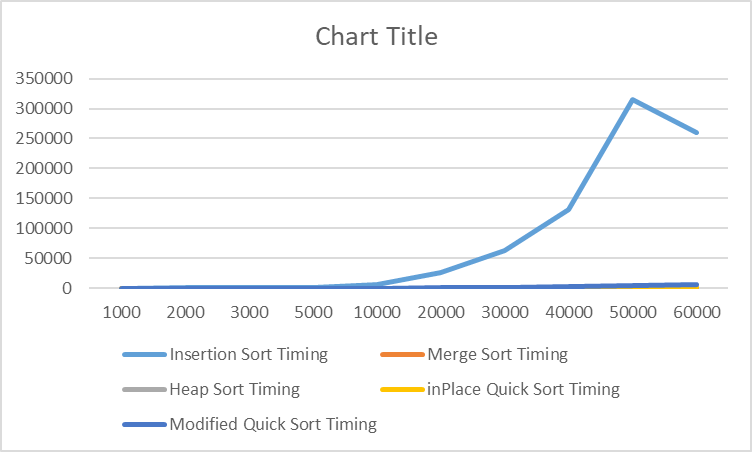 Chart Title
350000
300000
250000
200000
150000
100000
50000
0
1000 2000 3000 5000 10000 20000 30000 40000 50000 60000
Insertion Sort Timing Merge Sort Timing
Heap Sort Timing inPlace Quick Sort Timing
Modified Quick Sort Timing